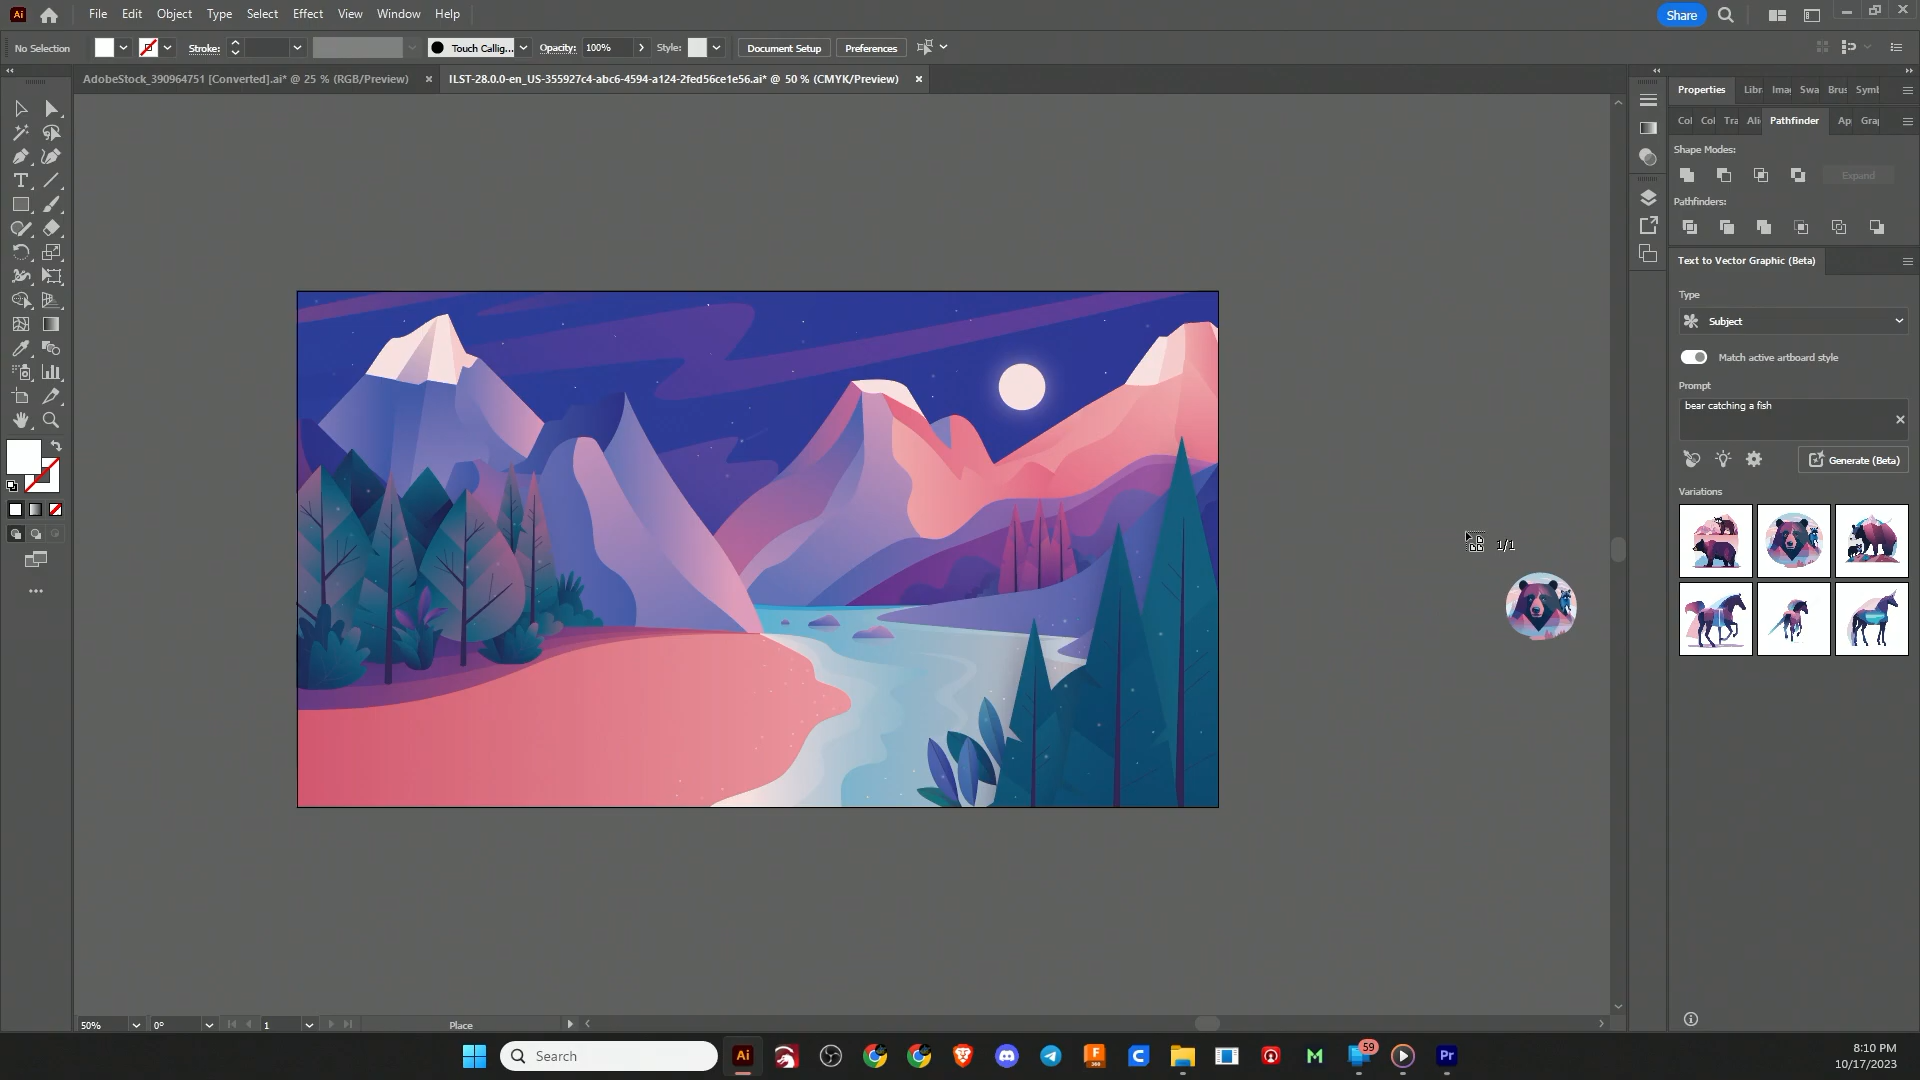 Ai File Edit Object Type Select Effect View Window Help Share
No Selection Stroke: Touch Callig... Opacity: 100% Style: Document Setup Preferences
AdobeStock_390964751 [Converted].ai* @ 25 % (RGB/Preview) ILST-28.0.0-en_US-355927c4-abc6-4594-a124-2fed56ce1e56.ai* @ 50 % (CMYK/Preview)
Properties Libr Ima Swa Brus Symb
Col Col Tra Ali Pathfinder Ap Gra
Shape Modes:
Expand
Pathfinders:
Text to Vector Graphic (Beta)
Type
Subject
Match active artboard style
Prompt
bear catching a fish
Generate (Beta)
Variations
1/1
50% 0° 1 Place
Search Ai F 360 C M 59 Pr
8:10 PM
10/17/2023